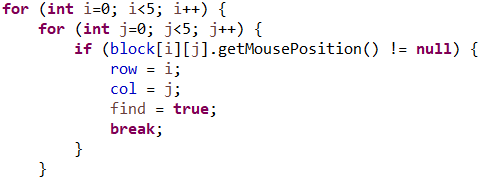 for (int i=0; i<5; i++) {
    for (int j=0; j<5; j++) {
        if (block[i][j].getMousePosition() != null) {
            row = i;
            col = j;
            find = true;
            break;
        }
    }